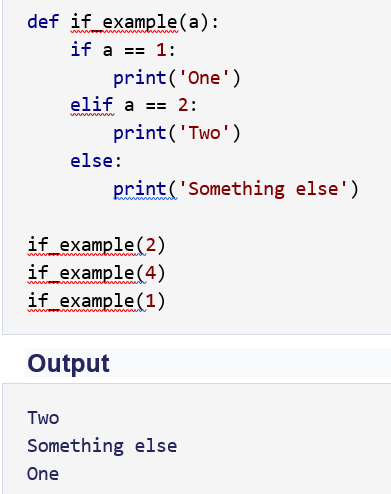 def if_example(a):
    if a == 1:
        print('One')
    elif a == 2:
        print('Two')
    else:
        print('Something else')
if_example(2)
if_example(4)
if_example(1)
Output
Two
Something else
One